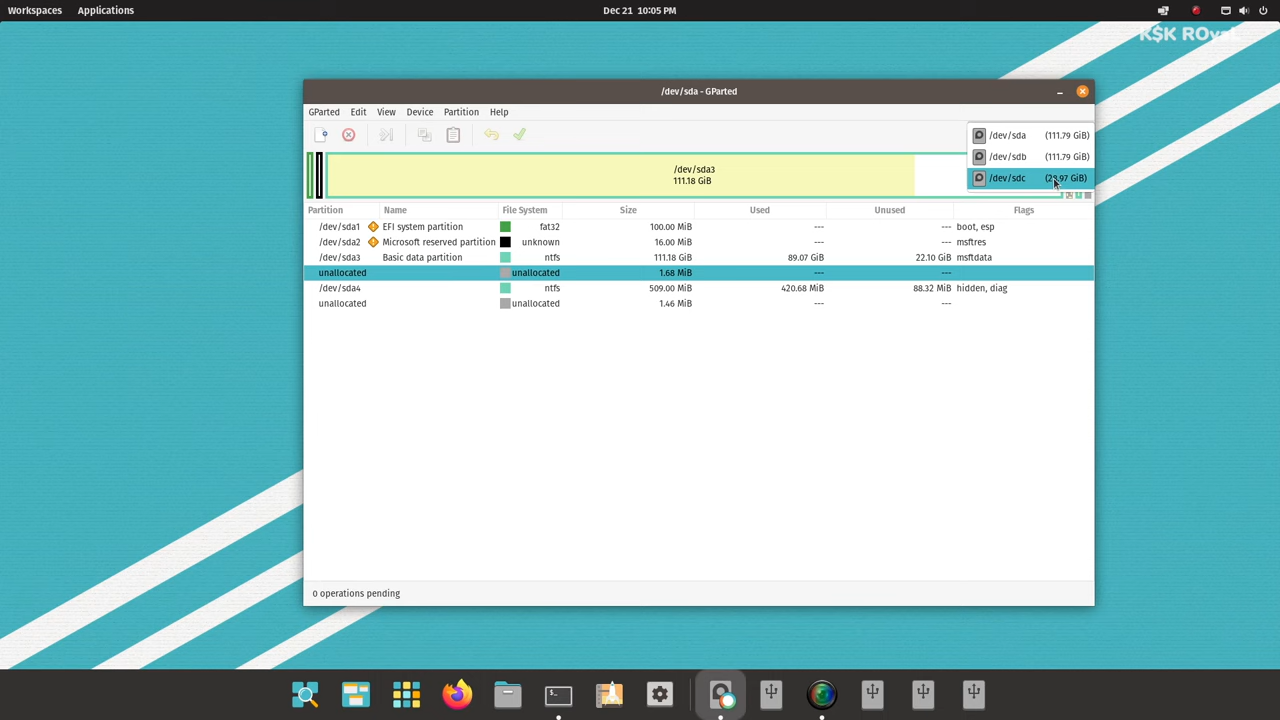 Workspaces Applications Dec 21 10:05 PM
K$K
/dev/sda - GParted
GParted Edit View Device Partition Help
/dev/sda (111.79 GiB)
/dev/sdb (111.79 GiB)
/dev/sdc
/dev/sda3
111.18 GiB
Partition Name File System Size Used Unused Flags
/dev/sda1 EFI system partition fat32 100.00 MiB --- --- boot, esp
/dev/sda2 Microsoft reserved partition unknown 16.00 MiB --- --- msftres
/dev/sda3 Basic data partition ntfs 111.18 GiB 89.07 GiB 22.10 GiB msftdata
unallocated unallocated 1.68 MiB --- ---
/dev/sda4 ntfs 509.00 MiB 420.68 MiB 88.32 MiB hidden, diag
unallocated unallocated 1.46 MiB --- ---
0 operations pending
$_